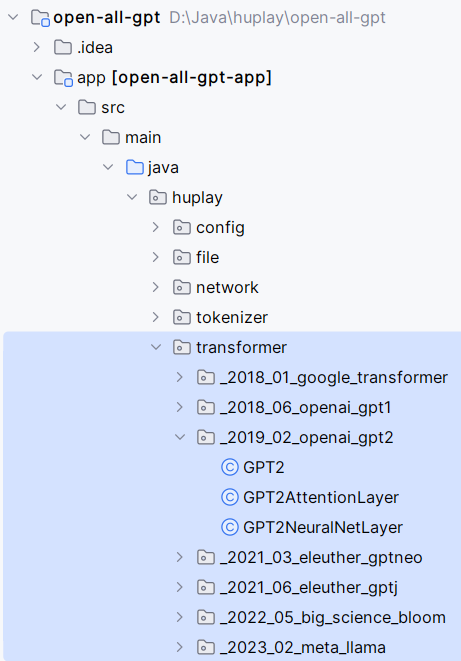 open-all-gpt D:\Java\huplay\open-all-gpt
.idea
app [open-all-gpt-app]
src
main
java
huplay
config
file
network
tokenizer
transformer
_2018_01_google_transformer
_2018_06_openai_gpt1
_2019_02_openai_gpt2
C GPT2
C GPT2AttentionLayer
C GPT2NeuralNetLayer
_2021_03_eleuther_gptneo
_2021_06_eleuther_gptj
_2022_05_big_science_bloom
_2023_02_meta_llama